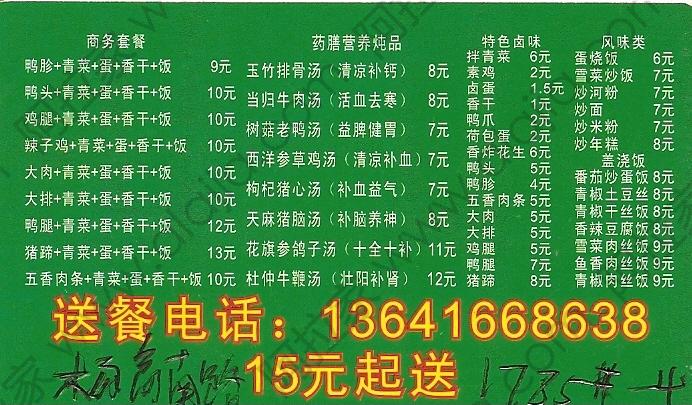 商务套餐
鸭胗+青菜+蛋+香干+饭 9元
鸭头+青菜+蛋+香干+饭 10元
鸡腿+青菜+蛋+香干+饭 10元
辣子鸡+青菜+蛋+香干+饭 10元
大肉+青菜+蛋+香干+饭 10元
大排+青菜+蛋+香干+饭 10元
鸭腿+青菜+蛋+香干+饭 12元
猪蹄+青菜+蛋+香干+饭 13元
五香肉条+青菜+蛋+香干+饭 10元
药膳营养炖品
玉竹排骨汤（清凉补钙） 8元
当归牛肉汤（活血去寒） 8元
树菇老鸭汤（益脾健胃） 7元
西洋参草鸡汤（清凉补血） 7元
枸杞猪心汤（补血益气） 7元
天麻猪脑汤（补脑养神） 8元
花旗参鸽子汤（十全十补） 11元
杜仲牛鞭汤（壮阳补肾） 12元
特色卤味
拌青菜 6元
素鸡 2元
卤蛋 1.5元
香干 1元
鸭爪 2元
荷包蛋 2元
香炸花生 6元
鸭头 5元
鸭胗 4元
五香肉条 5元
大肉 5元
大排 5元
鸡腿 5元
鸭腿 7元
猪蹄 8元
风味类
蛋烧饭 6元
雪菜炒饭 7元
炒河粉 7元
炒面 7元
炒米粉 7元
炒年糕 8元
盖浇饭
番茄炒蛋饭 8元
青椒土豆丝 8元
青椒干丝饭 8元
香辣豆腐饭 8元
雪菜肉丝饭 9元
鱼香肉丝饭 9元
青椒肉丝饭 9元
送餐电话：13641668638
15元起送
杨高南路 1735#